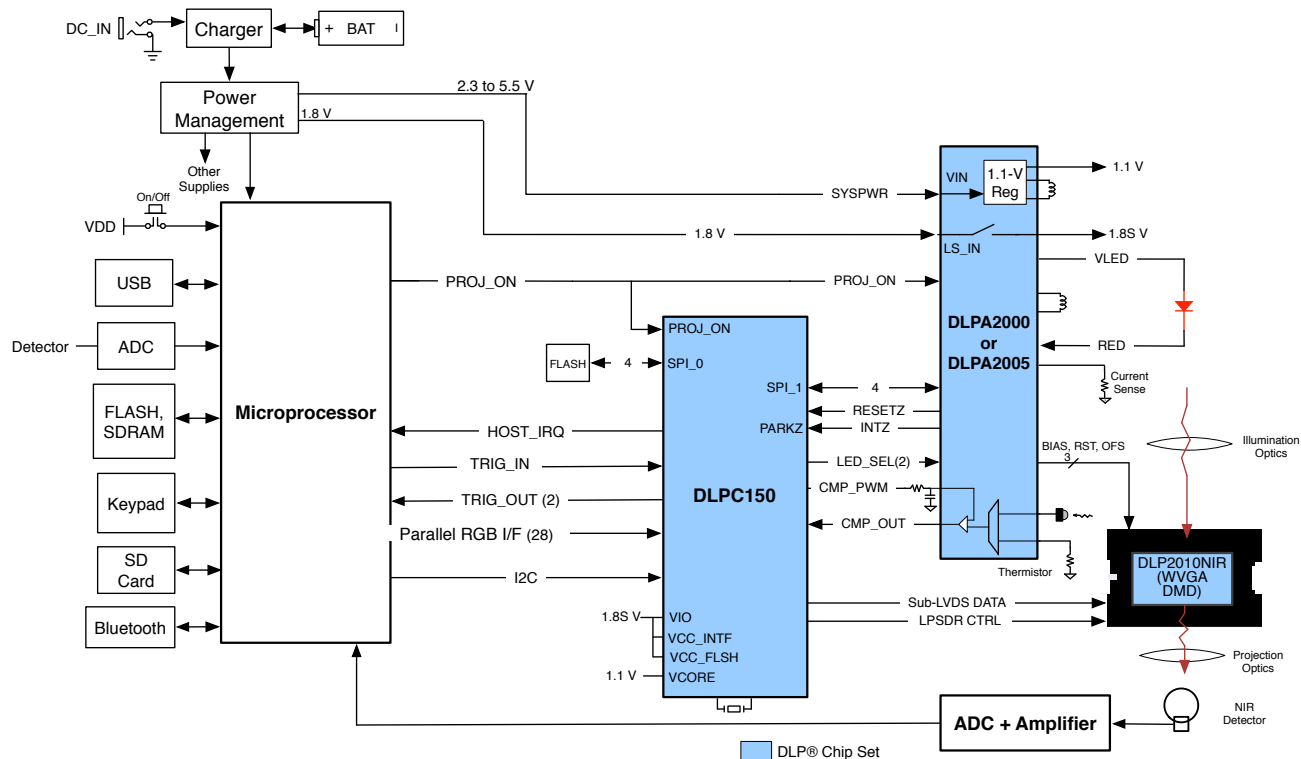 DC_IN
Charger
+ BAT –
Power
Management
2.3 to 5.5 V
1.8 V
Other
Supplies
On/Off
VDD
USB
Detector
ADC
FLASH,
SDRAM
Keypad
SD
Card
Bluetooth
Microprocessor
SYSPWR
1.8 V
PROJ_ON
PROJ_ON
HOST_IRQ
TRIG_IN
TRIG_OUT (2)
Parallel RGB I/F (28)
I2C
FLASH
4
PROJ_ON
SPI_0
SPI_1
PARKZ
DLPC150
1.8S V
VIO
VCC_INTF
VCC_FLSH
1.1 V
VCORE
4
RESETZ
INTZ
LED_SEL(2)
CMP_PWM
CMP_OUT
Sub-LVDS DATA
LPSDR CTRL
VIN
1.1-V
Reg
LS_IN
DLPA2000
or
DLPA2005
1.1 V
1.8S V
VLED
RED
Current
Sense
BIAS, RST, OFS
3
Thermistor
Illumination
Optics
DLP2010NIR
(WVGA
DMD)
Projection
Optics
NIR
Detector
ADC + Amplifier
DLP® Chip Set